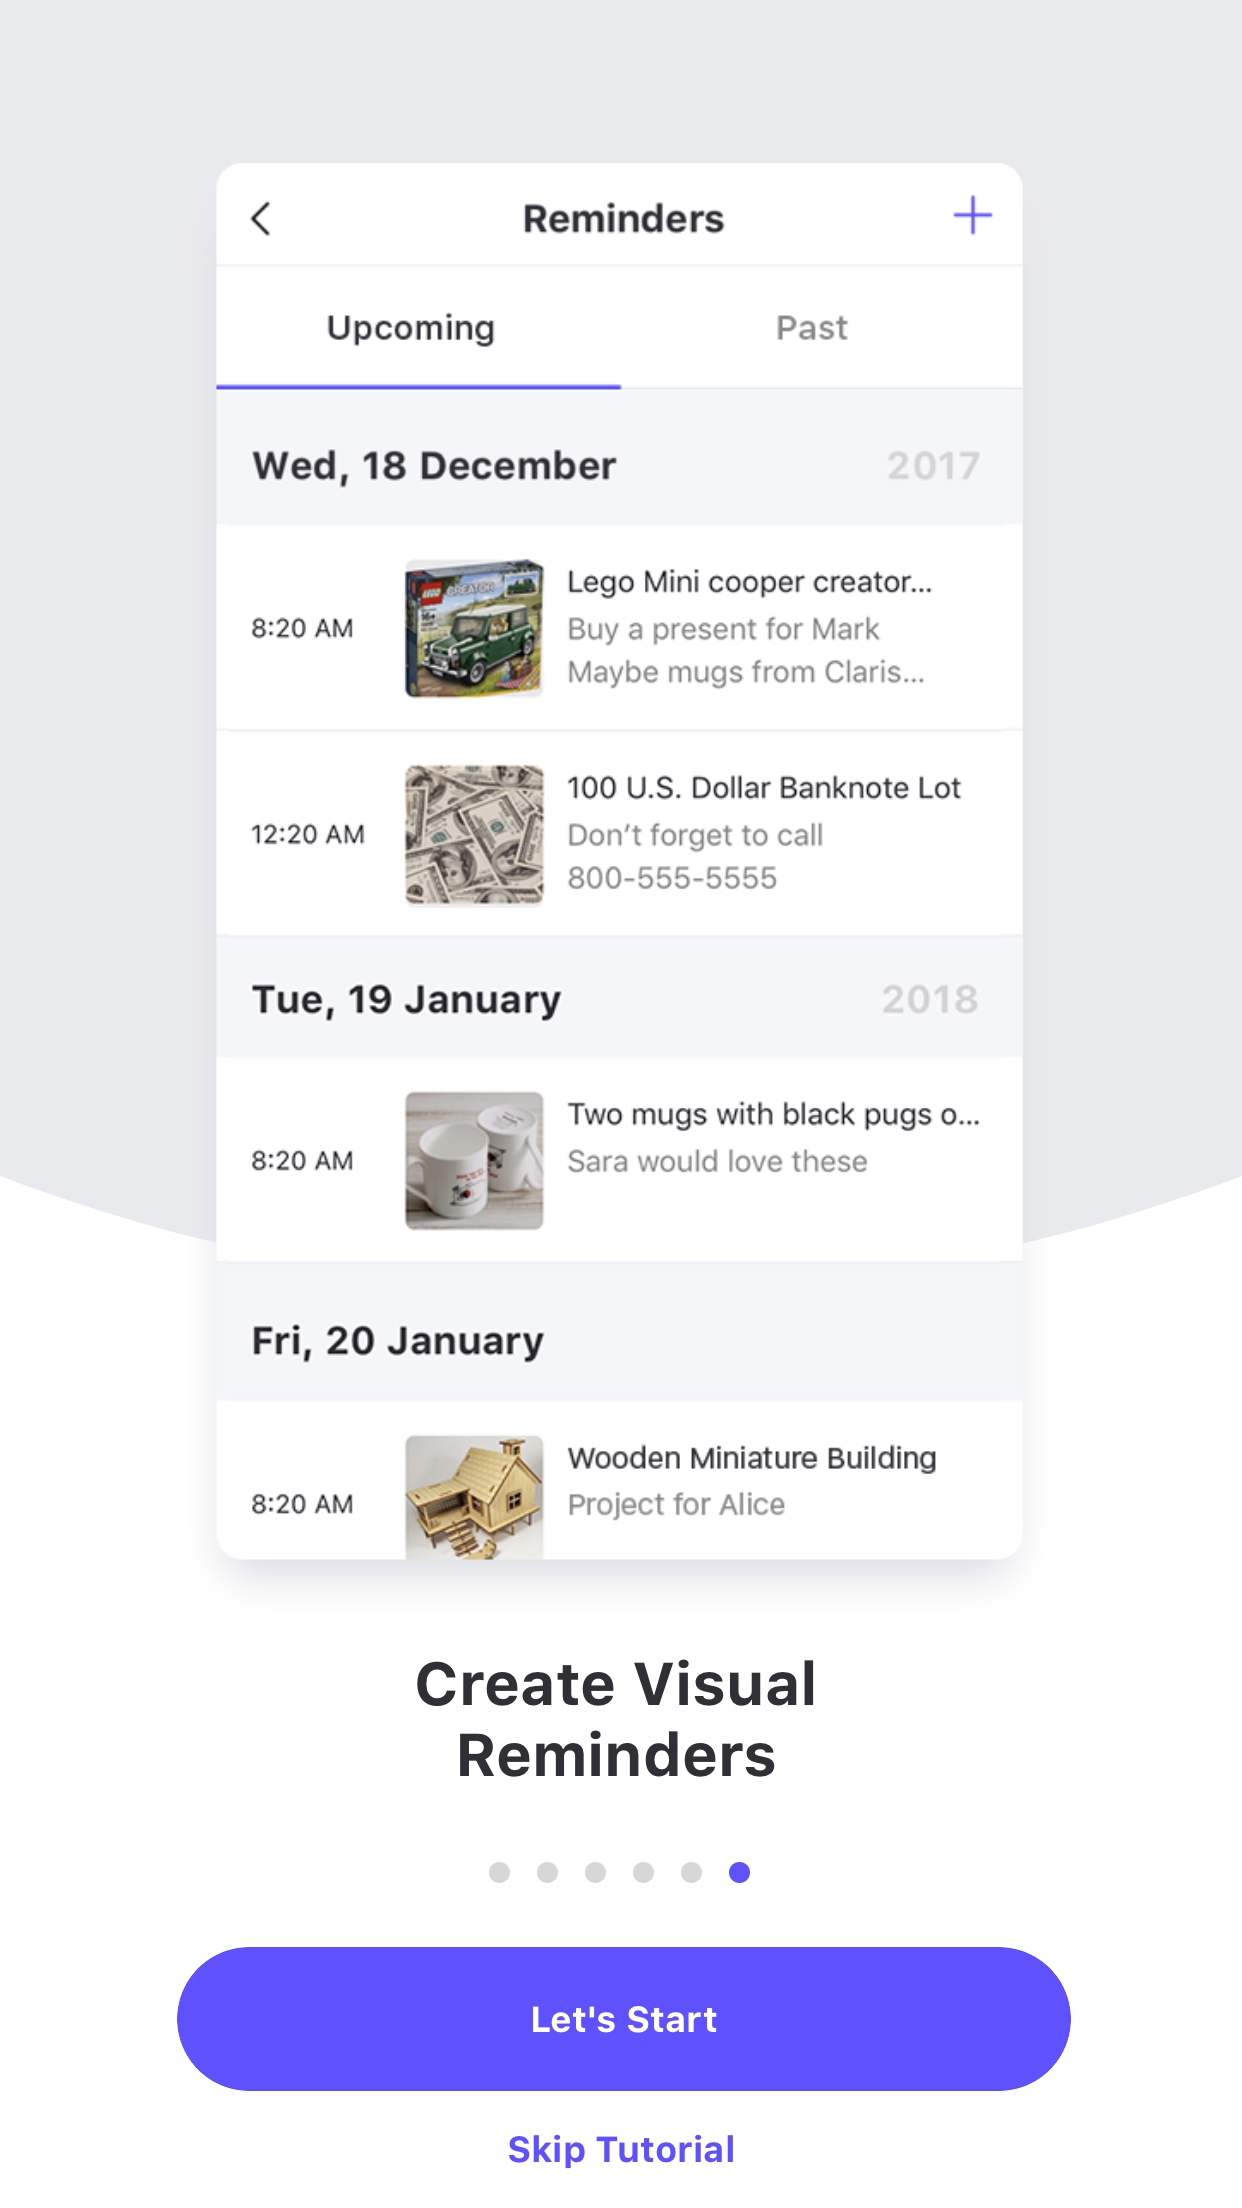 Reminders
Upcoming Past
Wed, 18 December 2017
LEGO CREATOR
8:20 AM
Lego Mini cooper creator...
Buy a present for Mark
Maybe mugs from Claris...
12:20 AM
100 U.S. Dollar Banknote Lot
Don’t forget to call
800-555-5555
Tue, 19 January 2018
8:20 AM
Two mugs with black pugs o...
Sara would love these
Fri, 20 January
8:20 AM
Wooden Miniature Building
Project for Alice
Create Visual
Reminders
Let's Start
Skip Tutorial